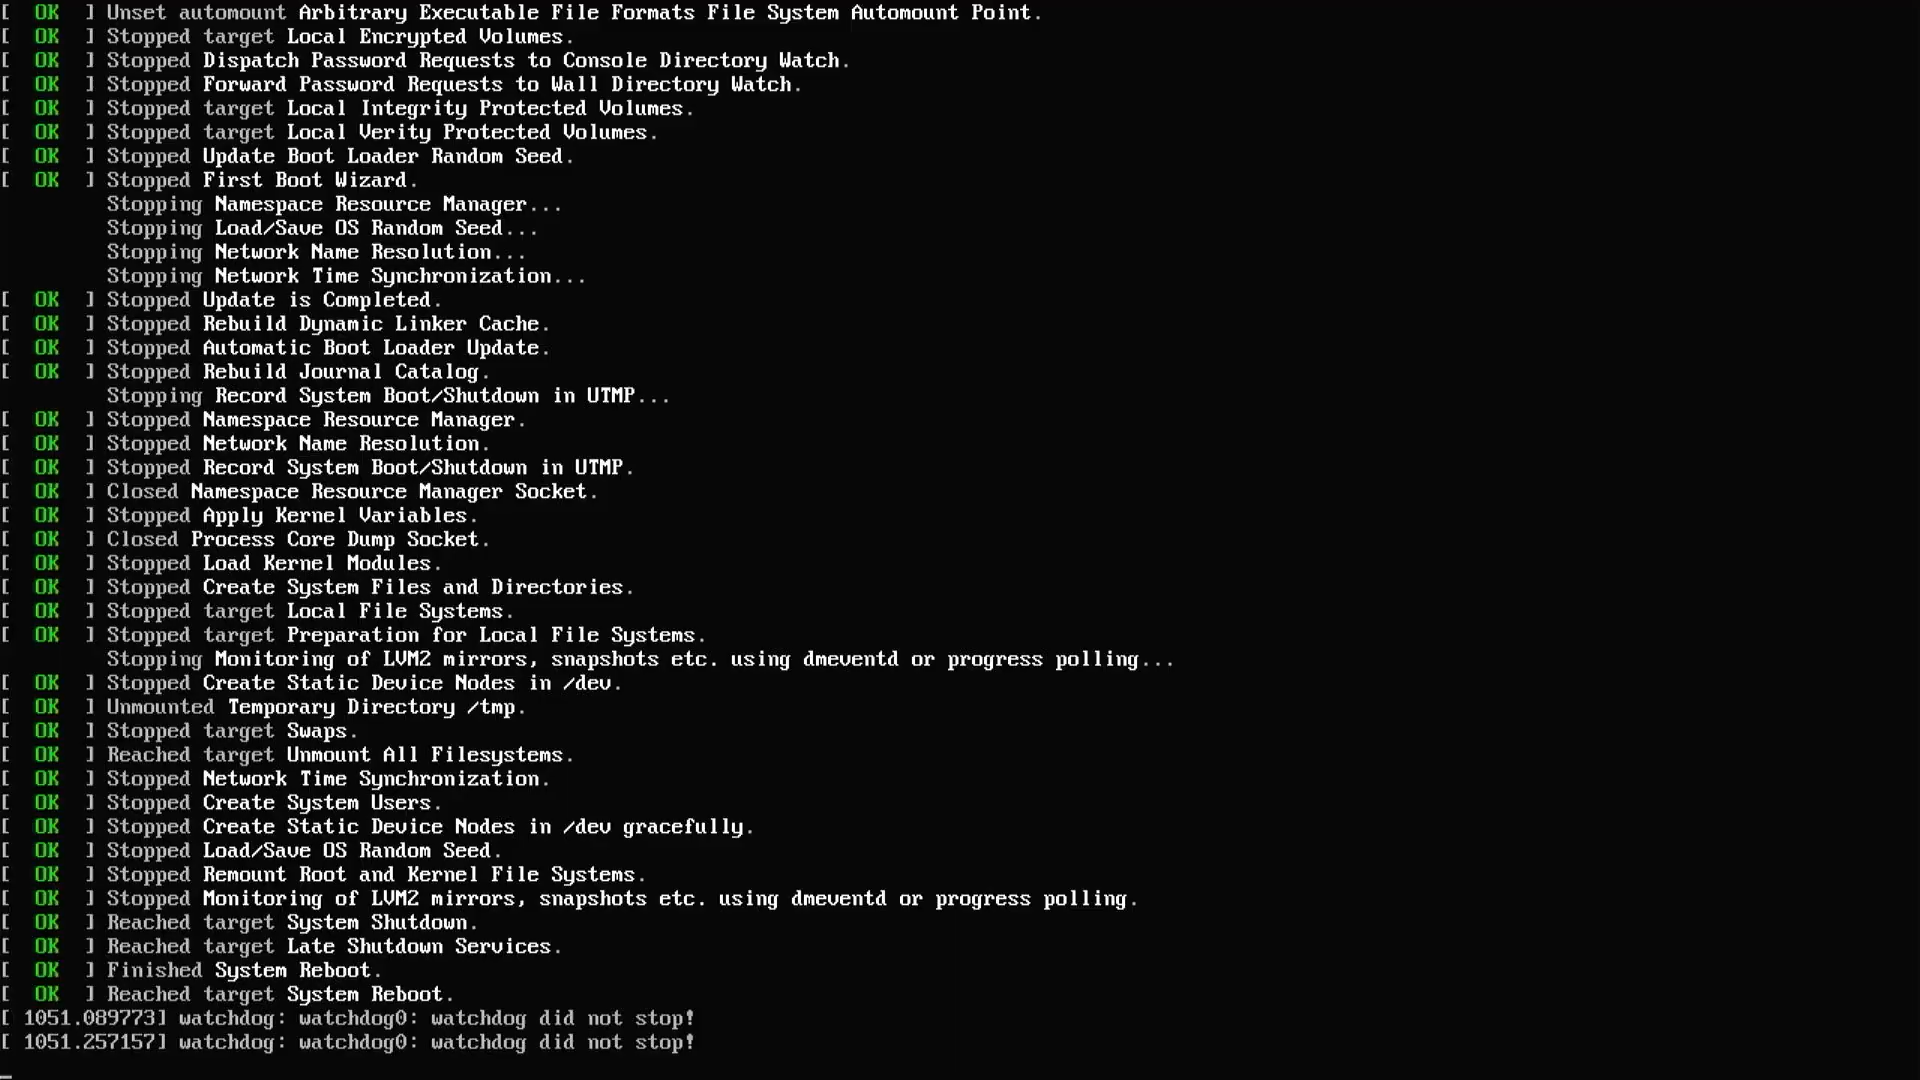 [  OK  ] Unset automount Arbitrary Executable File Formats File System Automount Point.
[  OK  ] Stopped target Local Encrypted Volumes.
[  OK  ] Stopped Dispatch Password Requests to Console Directory Watch.
[  OK  ] Stopped Forward Password Requests to Wall Directory Watch.
[  OK  ] Stopped target Local Integrity Protected Volumes.
[  OK  ] Stopped target Local Verity Protected Volumes.
[  OK  ] Stopped Update Boot Loader Random Seed.
[  OK  ] Stopped First Boot Wizard.
         Stopping Namespace Resource Manager...
         Stopping Load/Save OS Random Seed...
         Stopping Network Name Resolution...
         Stopping Network Time Synchronization...
[  OK  ] Stopped Update is Completed.
[  OK  ] Stopped Rebuild Dynamic Linker Cache.
[  OK  ] Stopped Automatic Boot Loader Update.
[  OK  ] Stopped Rebuild Journal Catalog.
         Stopping Record System Boot/Shutdown in UTMP...
[  OK  ] Stopped Namespace Resource Manager.
[  OK  ] Stopped Network Name Resolution.
[  OK  ] Stopped Record System Boot/Shutdown in UTMP.
[  OK  ] Closed Namespace Resource Manager Socket.
[  OK  ] Stopped Apply Kernel Variables.
[  OK  ] Closed Process Core Dump Socket.
[  OK  ] Stopped Load Kernel Modules.
[  OK  ] Stopped Create System Files and Directories.
[  OK  ] Stopped target Local File Systems.
[  OK  ] Stopped target Preparation for Local File Systems.
         Stopping Monitoring of LVM2 mirrors, snapshots etc. using dmeventd or progress polling...
[  OK  ] Stopped Create Static Device Nodes in /dev.
[  OK  ] Unmounted Temporary Directory /tmp.
[  OK  ] Stopped target Swaps.
[  OK  ] Reached target Unmount All Filesystems.
[  OK  ] Stopped Network Time Synchronization.
[  OK  ] Stopped Create System Users.
[  OK  ] Stopped Create Static Device Nodes in /dev gracefully.
[  OK  ] Stopped Load/Save OS Random Seed.
[  OK  ] Stopped Remount Root and Kernel File Systems.
[  OK  ] Stopped Monitoring of LVM2 mirrors, snapshots etc. using dmeventd or progress polling.
[  OK  ] Reached target System Shutdown.
[  OK  ] Reached target Late Shutdown Services.
[  OK  ] Finished System Reboot.
[  OK  ] Reached target System Reboot.
[ 1051.089773] watchdog: watchdog0: watchdog did not stop!
[ 1051.257157] watchdog: watchdog0: watchdog did not stop!
_